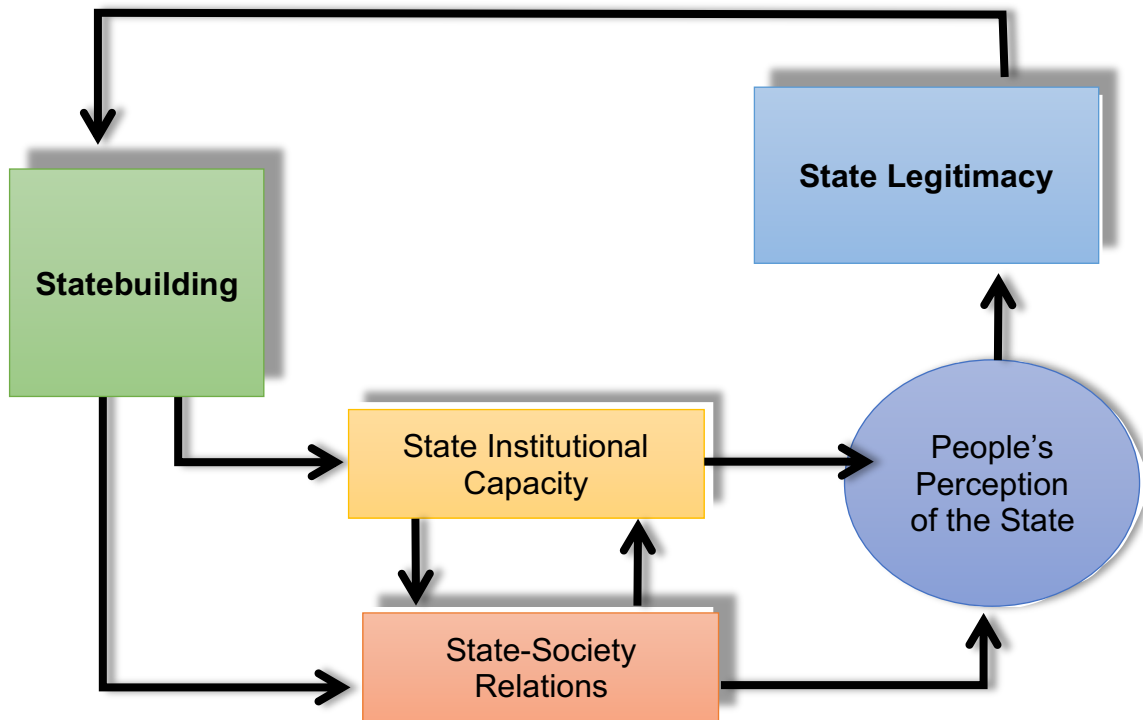 State Legitimacy
Statebuilding
State Institutional
Capacity
People’s
Perception
of the State
State-Society
Relations